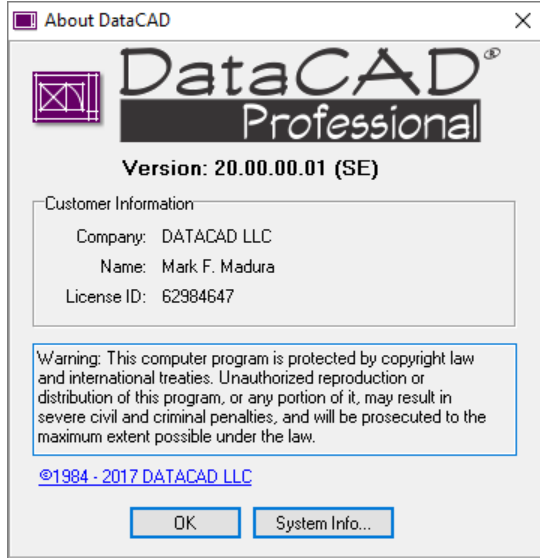 About DataCAD
DataCAD®
Professional
Version: 20.00.00.01 (SE)
Customer Information
Company: DATACAD LLC
Name: Mark F. Madura
License ID: 62984647
Warning: This computer program is protected by copyright law
and international treaties. Unauthorized reproduction or
distribution of this program, or any portion of it, may result in
severe civil and criminal penalties, and will be prosecuted to the
maximum extent possible under the law.
©1984 - 2017 DATACAD LLC
OK System Info...